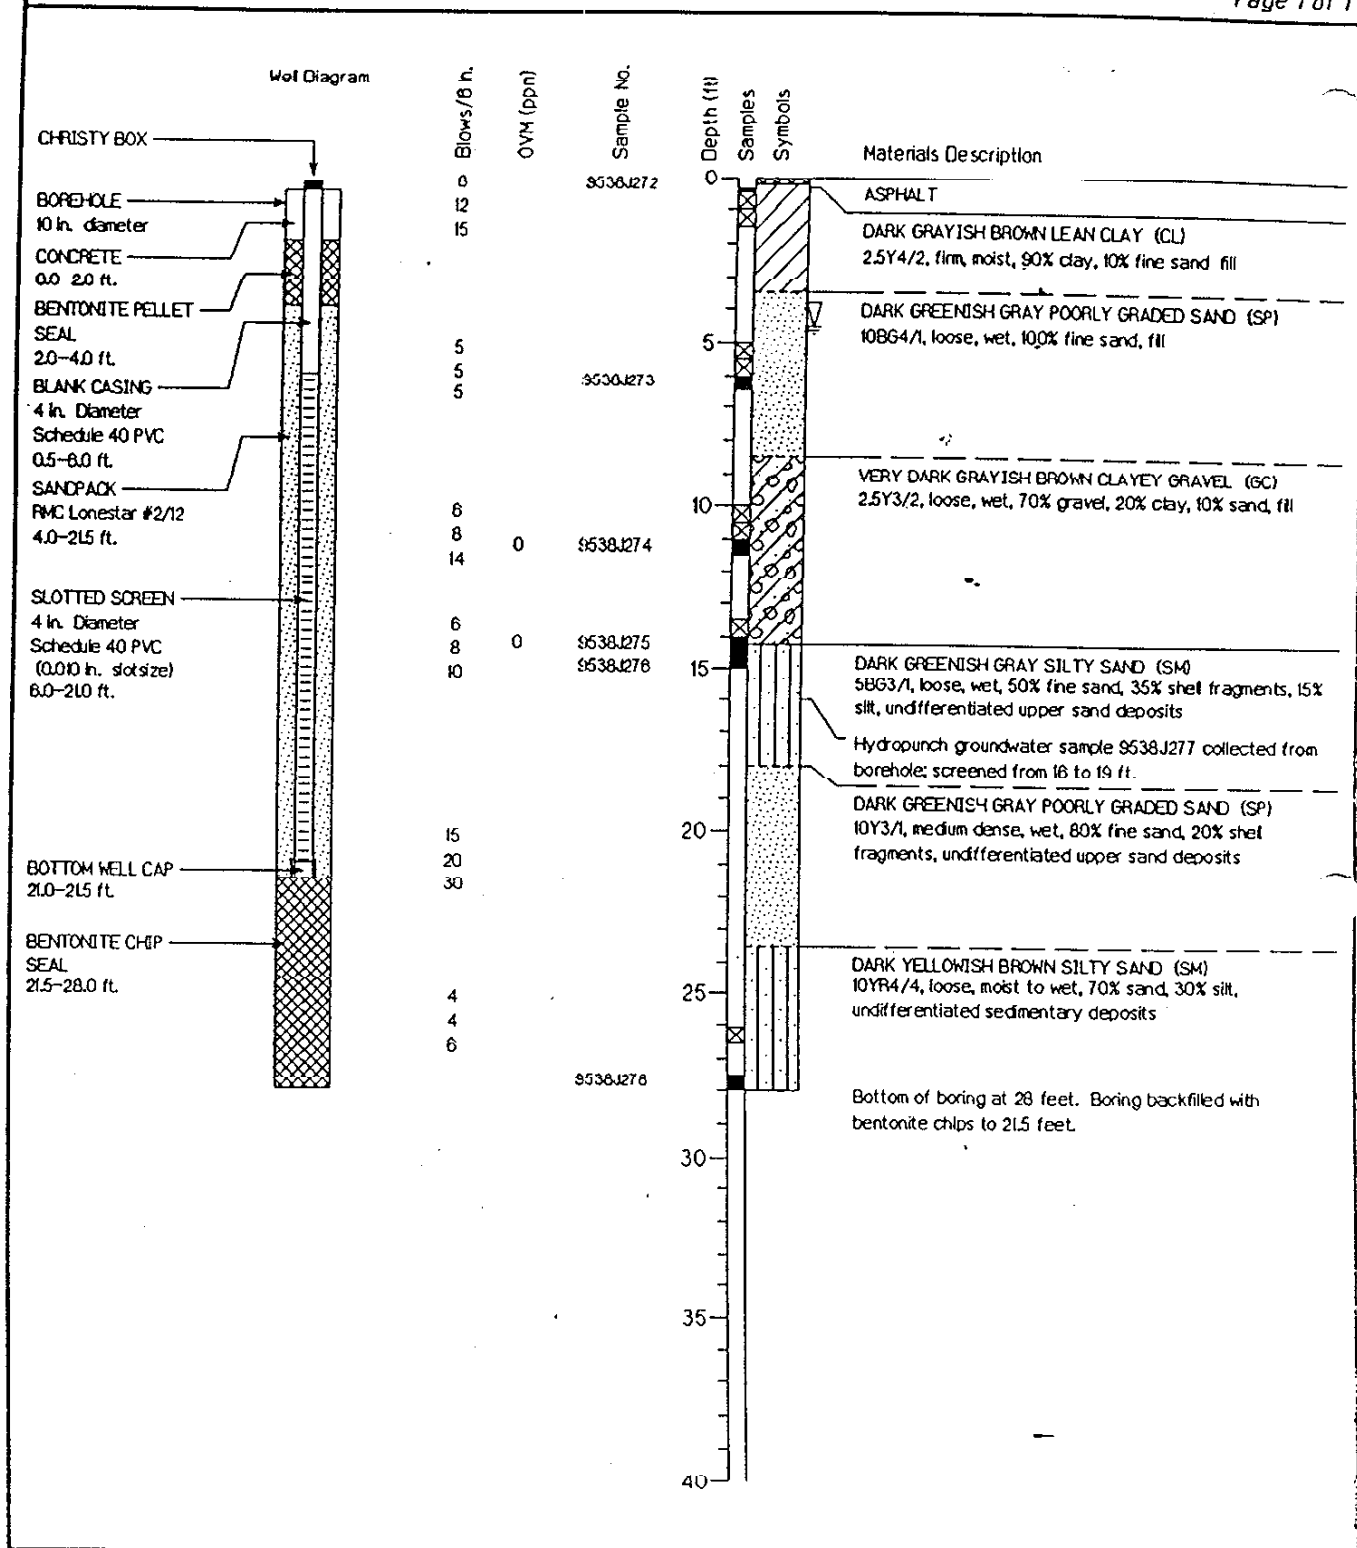 Page 1 of 1
Well Diagram
Blows/6 in.
OVM (ppm)
Sample No.
Depth (ft)
Samples
Symbols
Materials Description
CHRISTY BOX
BOREHOLE
10 in. diameter
CONCRETE
0.0 2.0 ft.
BENTONITE PELLET
SEAL
2.0-4.0 ft.
BLANK CASING
4 in. Diameter
Schedule 40 PVC
0.5-6.0 ft.
SANDPACK
RMC Lonestar #2/12
4.0-21.5 ft.
SLOTTED SCREEN
4 in. Diameter
Schedule 40 PVC
(0.010 in. slotsize)
6.0-21.0 ft.
BOTTOM WELL CAP
21.0-21.5 ft.
BENTONITE CHIP
SEAL
21.5-28.0 ft.
12
15
5
5
5
6
8
14
6
8
10
15
20
30
4
4
6
0
0
9538J272
9538J273
9538J274
9538J275
9538J276
0
5
10
15
20
25
30
35
40
ASPHALT
DARK GRAYISH BROWN LEAN CLAY (CL)
2.5Y4/2, firm, moist, 90% clay, 10% fine sand fill
DARK GREENISH GRAY POORLY GRADED SAND (SP)
10BG4/1, loose, wet, 100% fine sand, fill
VERY DARK GRAYISH BROWN CLAYEY GRAVEL (GC)
2.5Y3/2, loose, wet, 70% gravel, 20% clay, 10% sand, fill
DARK GREENISH GRAY SILTY SAND (SM)
5BG3/1, loose, wet, 50% fine sand, 35% shell fragments, 15%
silt, undifferentiated upper sand deposits
Hydropunch groundwater sample 9538J277 collected from
borehole; screened from 16 to 19 ft.
DARK GREENISH GRAY POORLY GRADED SAND (SP)
10Y3/1, medium dense, wet, 80% fine sand, 20% shell
fragments, undifferentiated upper sand deposits
DARK YELLOWISH BROWN SILTY SAND (SM)
10YR4/4, loose, moist to wet, 70% sand, 30% silt,
undifferentiated sedimentary deposits
Bottom of boring at 28 feet. Boring backfilled with
bentonite chips to 21.5 feet.